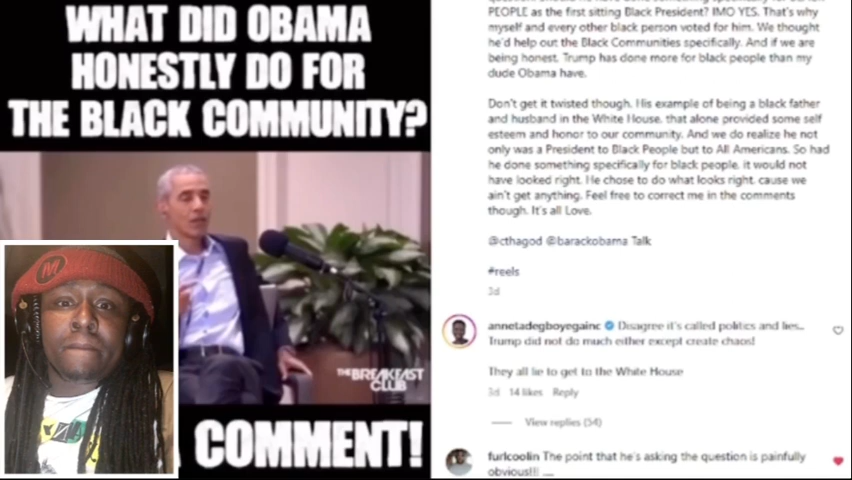 WHAT DID OBAMA
HONESTLY DO FOR
THE BLACK COMMUNITY?
THE BREAKFAST
CLUB
M
COMMENT!
PEOPLE as the first sitting Black President? IMO YES. That's why
myself and every other black person voted for him. We thought
he'd help out the Black Communities specifically. And if we are
being honest. Trump has done more for black people than my
dude Obama have.
Don't get it twisted though. His example of being a black father
and husband in the White House, that alone provided some self
esteem and honor to our community. And we do realize he not
only was a President to Black People but to All Americans. So had
he done something specifically for black people, it would not
have looked right. He chose to do what looks right, cause we
ain't get anything. Feel free to correct me in the comments
though. It's all Love.
@cthagod @barackobama Talk
#reels
3d
annetadegboyegainc Disagree it's called politics and lies..
Trump did not do much either except create chaos!
They all lie to get to the White House
3d 14 likes Reply
View replies (54)
furlcoolin The point that he's asking the question is painfully
obvious!!! ....